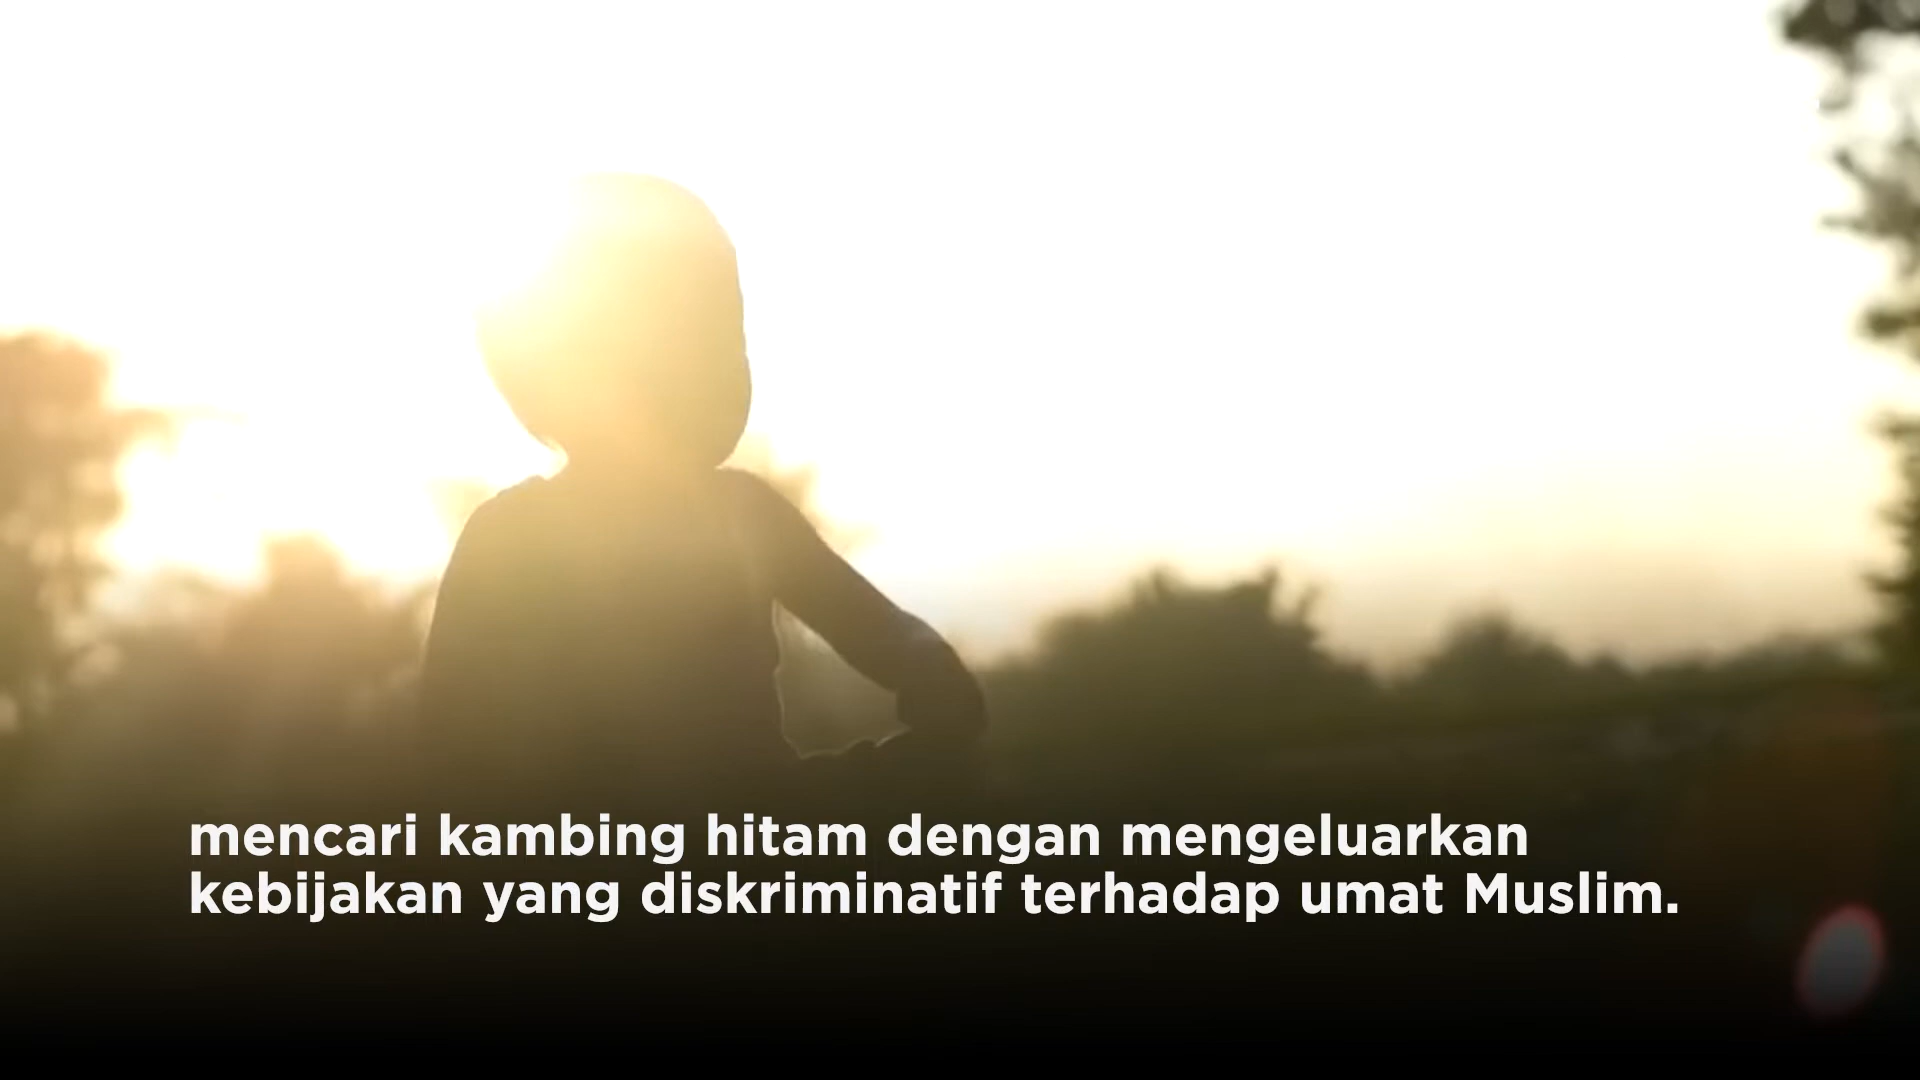 mencari kambing hitam dengan mengeluarkan
kebijakan yang diskriminatif terhadap umat Muslim.